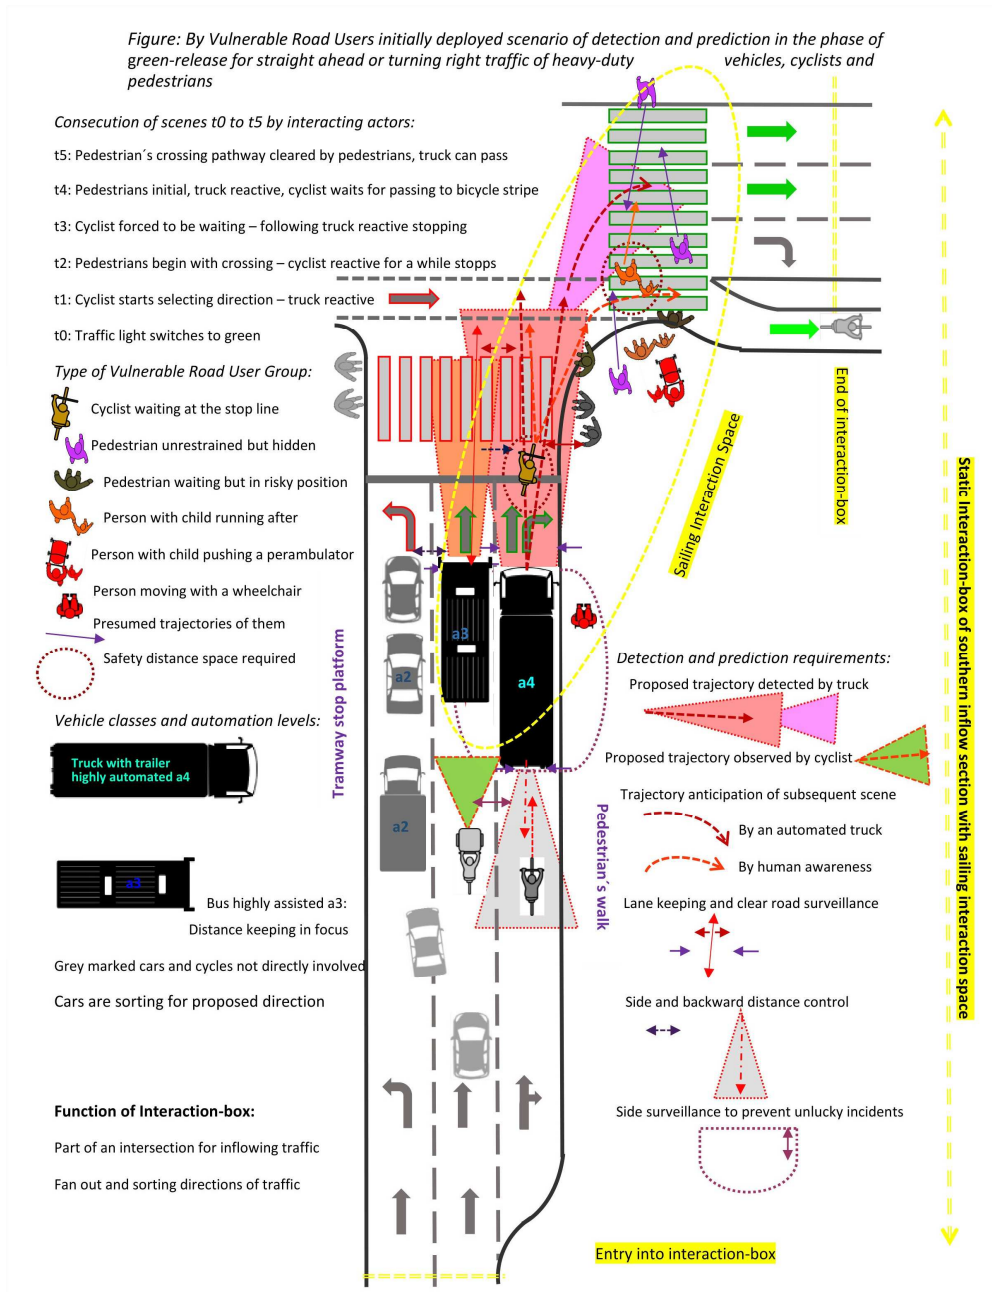 Figure: By Vulnerable Road Users initially deployed scenario of detection and prediction in the phase of
green-release for straight ahead or turning right traffic of heavy-duty vehicles, cyclists and
pedestrians
Consecution of scenes t0 to t5 by interacting actors:
t5: Pedestrian´s crossing pathway cleared by pedestrians, truck can pass
t4: Pedestrians initial, truck reactive, cyclist waits for passing to bicycle stripe
t3: Cyclist forced to be waiting – following truck reactive stopping
t2: Pedestrians begin with crossing – cyclist reactive for a while stopps
t1: Cyclist starts selecting direction – truck reactive
t0: Traffic light switches to green
Type of Vulnerable Road User Group:
Cyclist waiting at the stop line
Pedestrian unrestrained but hidden
Pedestrian waiting but in risky position
Person with child running after
Person with child pushing a perambulator
Person moving with a wheelchair
Presumed trajectories of them
Safety distance space required
Vehicle classes and automation levels:
Truck with trailer
highly automated a4
a3
Bus highly assisted a3:
Distance keeping in focus
Grey marked cars and cycles not directly involved
Cars are sorting for proposed direction
Function of Interaction-box:
Part of an intersection for inflowing traffic
Fan out and sorting directions of traffic
Tramway stop platform
a3
a2
a4
a2
Pedestrian´s walk
Sailing Interaction Space
End of interaction-box
Detection and prediction requirements:
Proposed trajectory detected by truck
Proposed trajectory observed by cyclist
Trajectory anticipation of subsequent scene
By an automated truck
By human awareness
Lane keeping and clear road surveillance
Side and backward distance control
Side surveillance to prevent unlucky incidents
Entry into interaction-box
Static Interaction-box of southern inflow section with sailing interaction space